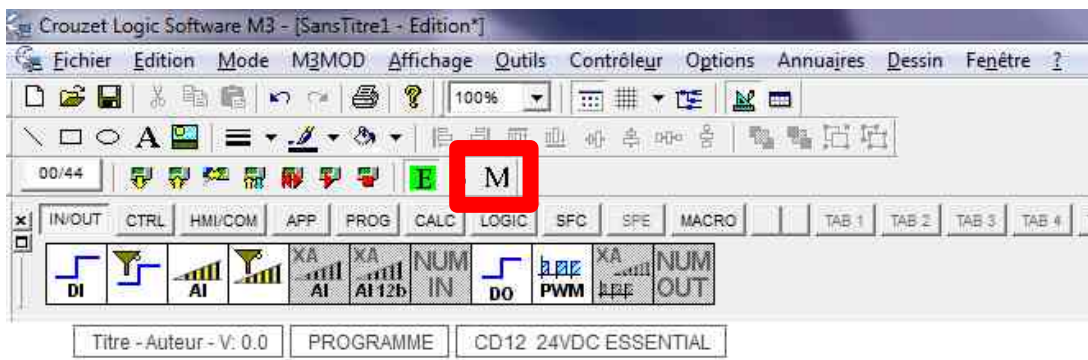 Crouzet Logic Software M3 - [SansTitre1 - Edition*]
Fichier Edition Mode M3MOD Affichage Outils Contrôleur Options Annuaires Dessin Fenêtre ?
100%
A
00/44 E M
IN/OUT CTRL HMI/COM APP PROG CALC LOGIC SFC SPE MACRO TAB 1 TAB 2 TAB 3 TAB 4
DI AI XA AI XA AI 12b NUM IN DO PWM XA NUM OUT
Titre - Auteur - V: 0.0 PROGRAMME CD12 24VDC ESSENTIAL